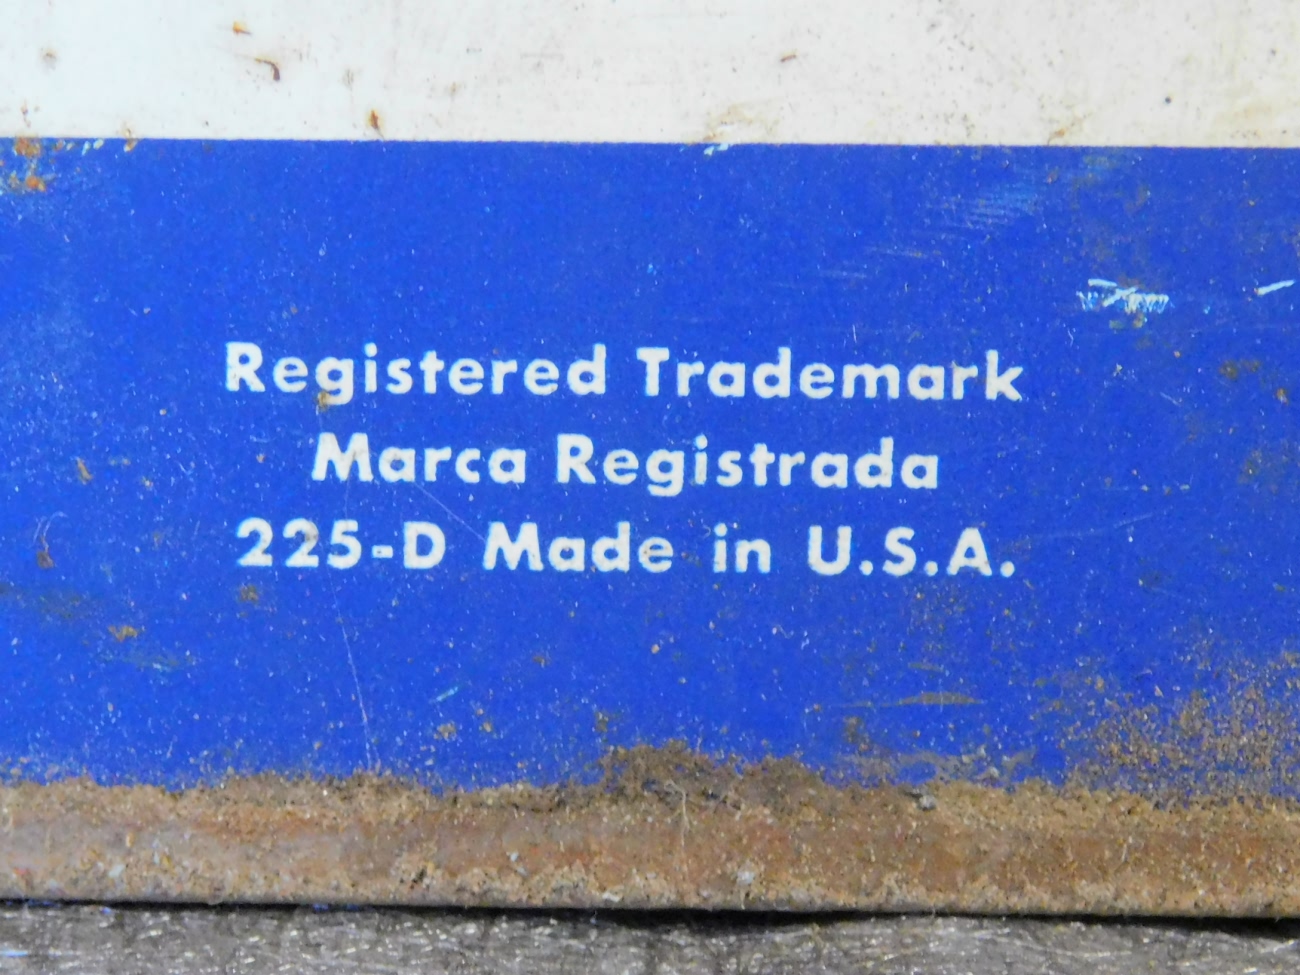 Registered Trademark
Marca Registrada
225-D Made in U.S.A.